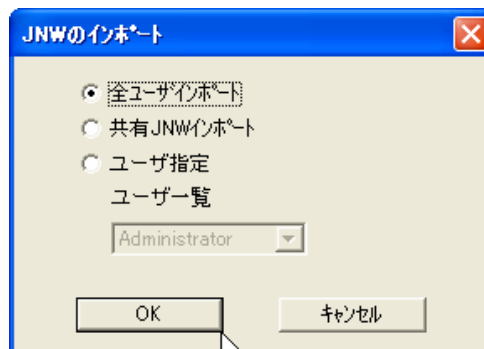 JNWのインポート
全ユーザインポート
共有JNWインポート
ユーザ指定
ユーザ一覧
Administrator
OK キャンセル